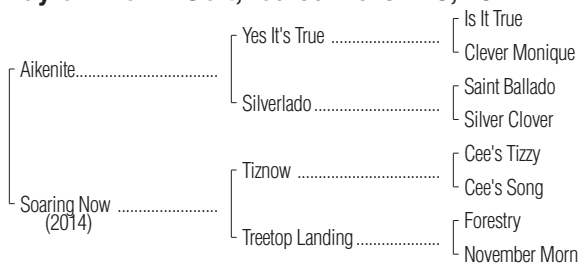 Is It True
Yes It's True
Clever Monique
Aikenite
Saint Ballado
Silverlado
Silver Clover
Cee's Tizzy
Tiznow
Cee's Song
Soaring Now
(2014)
Forestry
Treetop Landing
November Morn